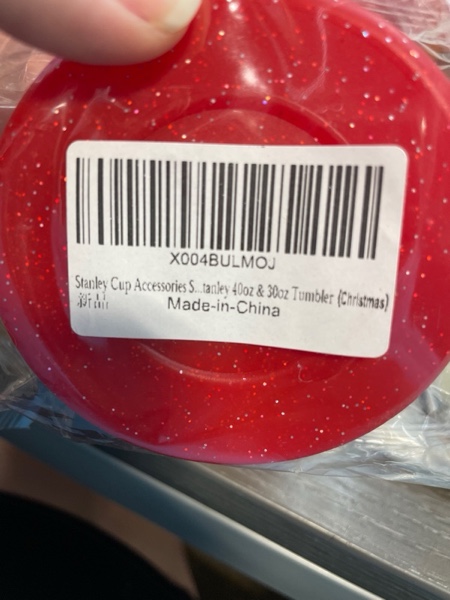 X004BULMOJ
Stanley Cup Accessories S...tanley 40oz & 30oz Tumbler (Christmas)
Made-in-China